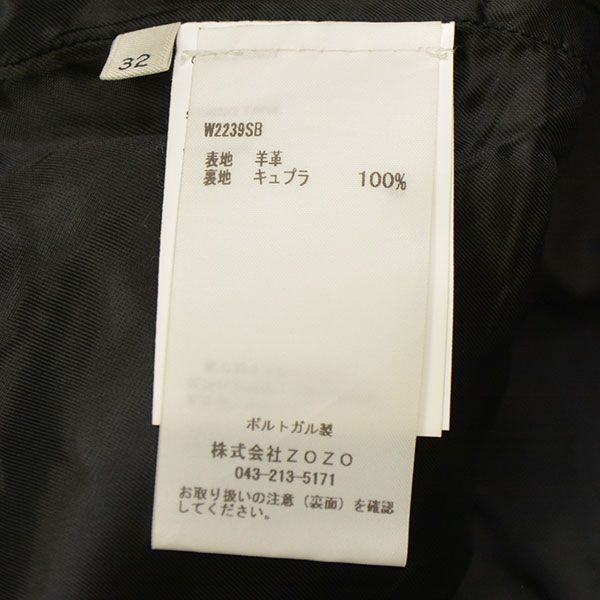 32
W2239SB
表地 羊革
裏地 キュプラ 100%
ポルトガル製
株式会社ZOZO
043-213-5171
お取り扱いの注意（裏面）を確認
してください。